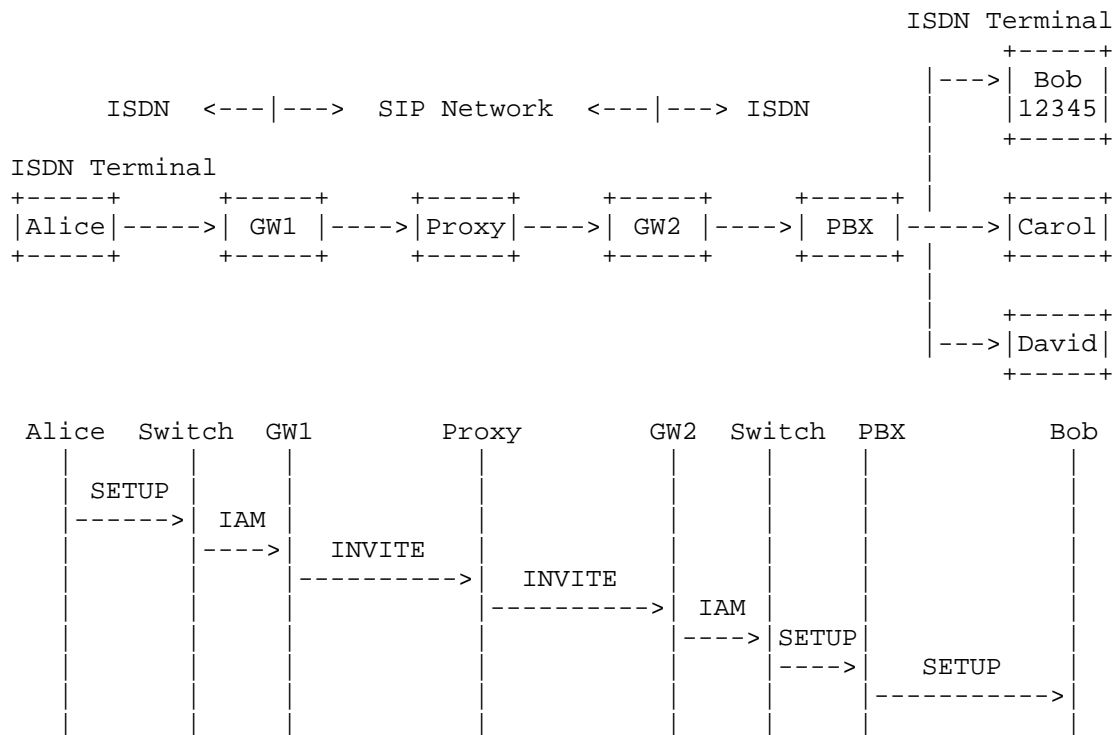 ISDN Terminal
Bob
ISDN <---|---> SIP Network <---|---> ISDN
12345
ISDN Terminal
Alice GW1 Proxy GW2 PBX Carol
David
Alice Switch GW1 Proxy GW2 Switch PBX Bob
SETUP
IAM
INVITE
INVITE
IAM
SETUP
SETUP